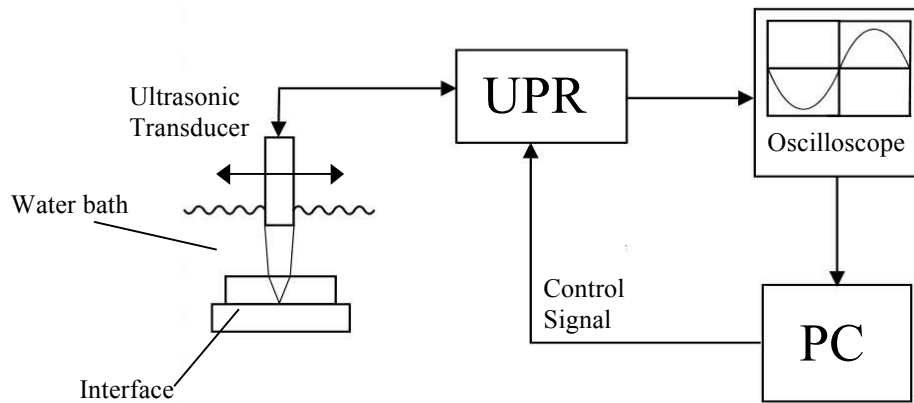 Ultrasonic
Transducer
UPR
Oscilloscope
Water bath
Control
Signal
PC
Interface